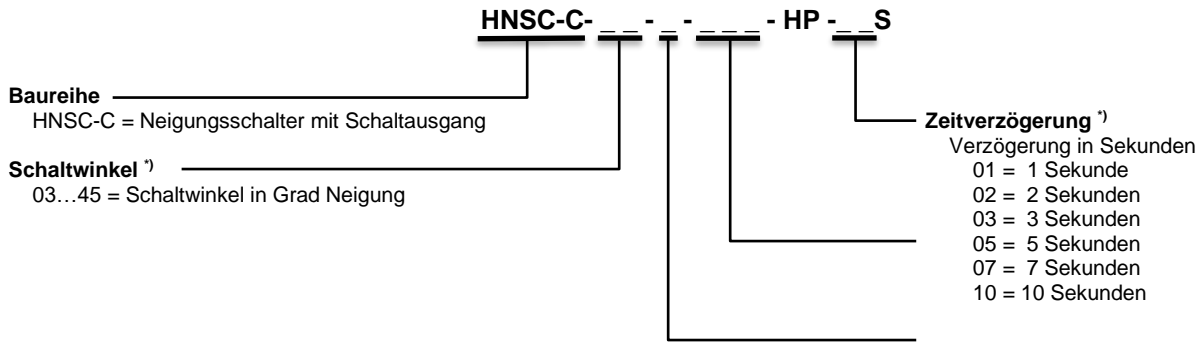 HNSC-C- _ _ - _ - _ _ _ - HP - _ _ S
Baureihe
HNSC-C = Neigungsschalter mit Schaltausgang
Schaltwinkel *)
03…45 = Schaltwinkel in Grad Neigung
Zeitverzögerung *)
Verzögerung in Sekunden
01 = 1 Sekunde
02 = 2 Sekunden
03 = 3 Sekunden
05 = 5 Sekunden
07 = 7 Sekunden
10 = 10 Sekunden